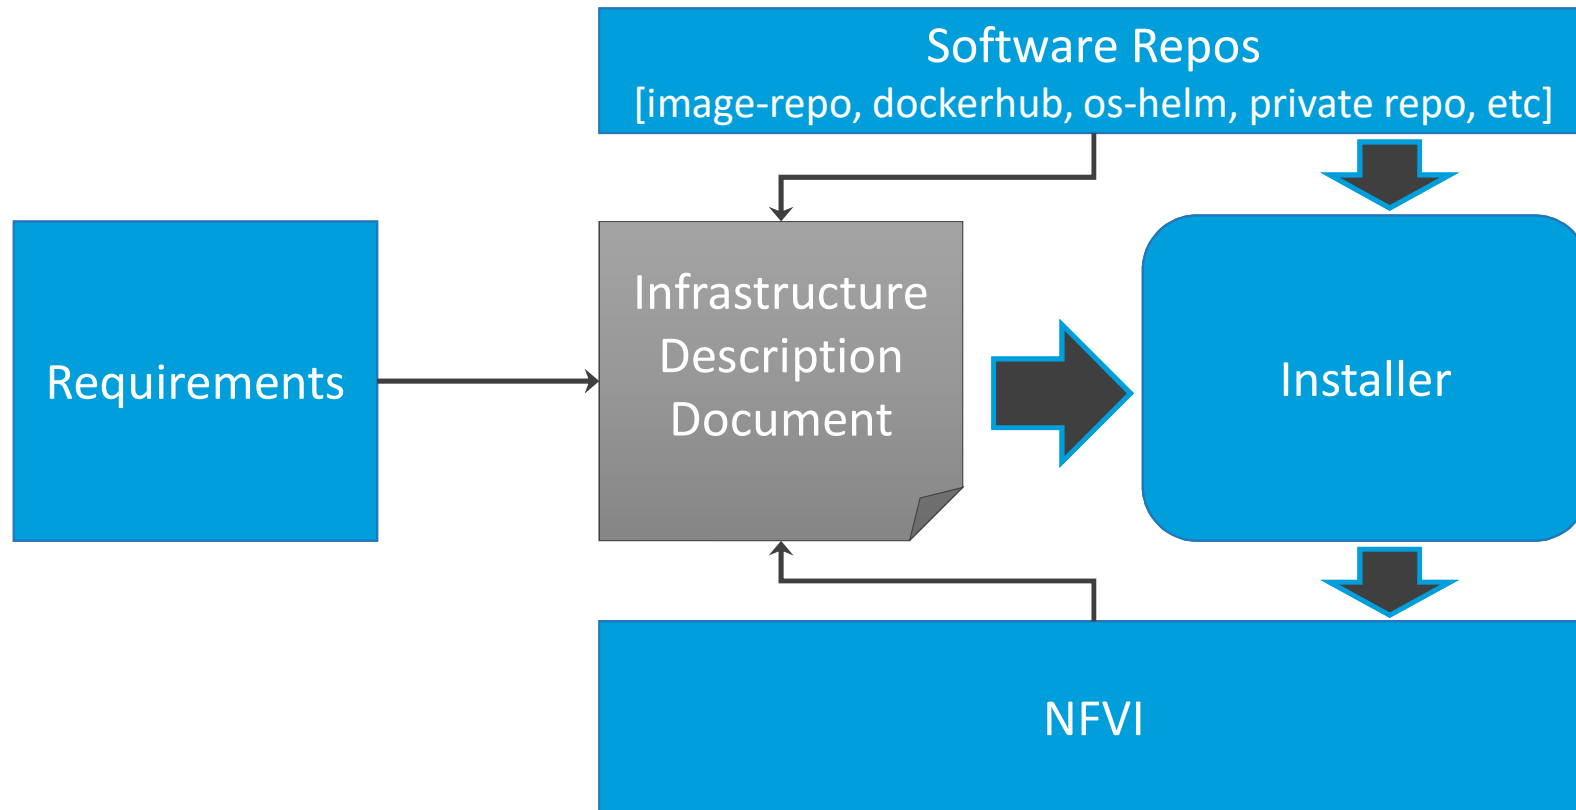 Software Repos
[image-repo, dockerhub, os-helm, private repo, etc]
Requirements
Infrastructure
Description
Document
Installer
NFVI